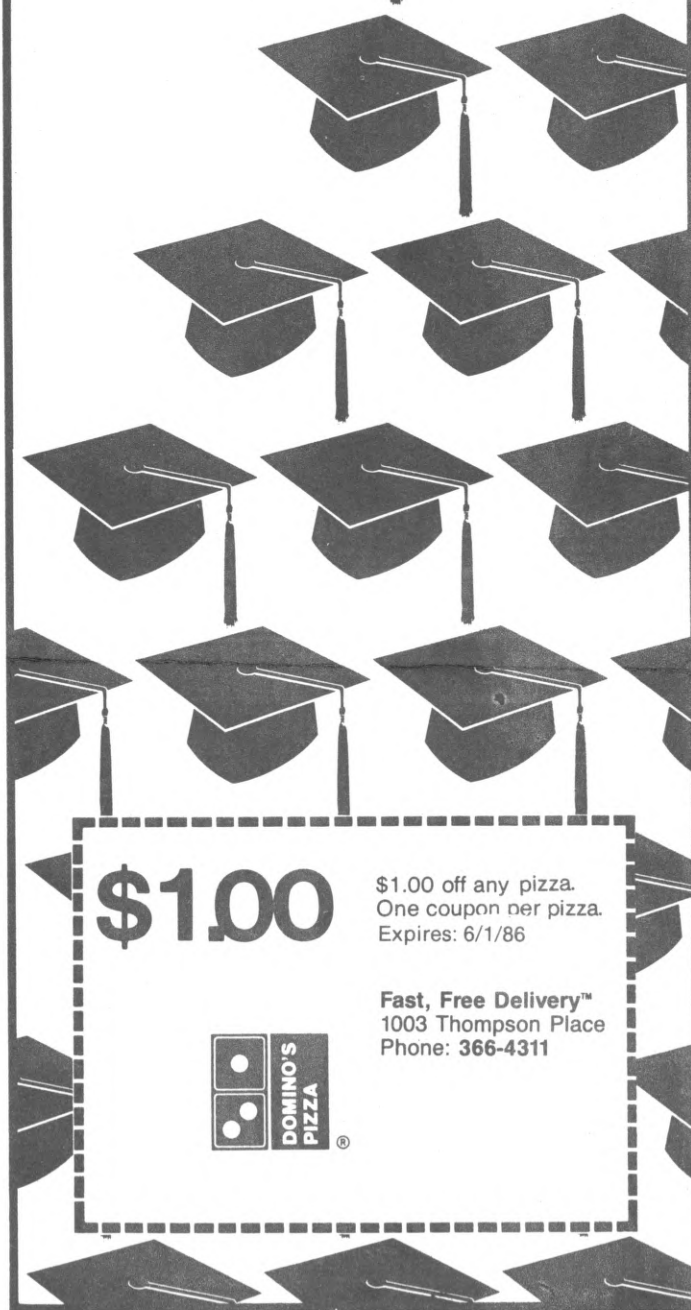 $1.00
$1.00 off any pizza.
One coupon per pizza.
Expires: 6/1/86
Fast, Free Delivery™
1003 Thompson Place
Phone: 366-4311
DOMINO'S
PIZZA
®